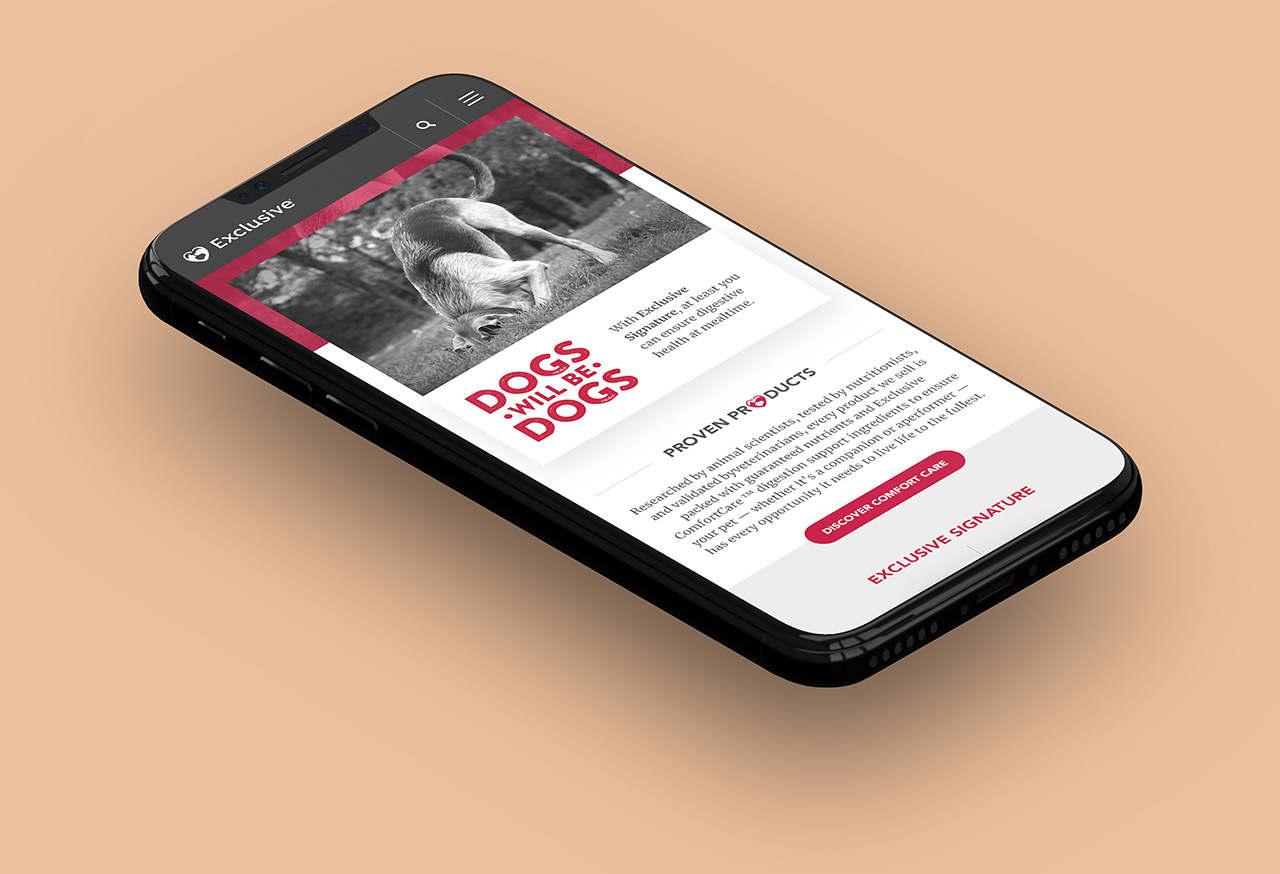 Exclusive
DOGS
•WILL BE•
DOGS
With Exclusive
Signature, at least you
can ensure digestive
health at mealtime.
PROVEN PRODUCTS
Researched by animal scientists, tested by nutritionists,
and validated byveterinarians, every product we sell is
packed with guaranteed nutrients and Exclusive
ComfortCare ™ digestion support ingredients to ensure
your pet — whether it's a companion or aperformer —
has every opportunity it needs to live life to the fullest.
DISCOVER COMFORT CARE
EXCLUSIVE SIGNATURE